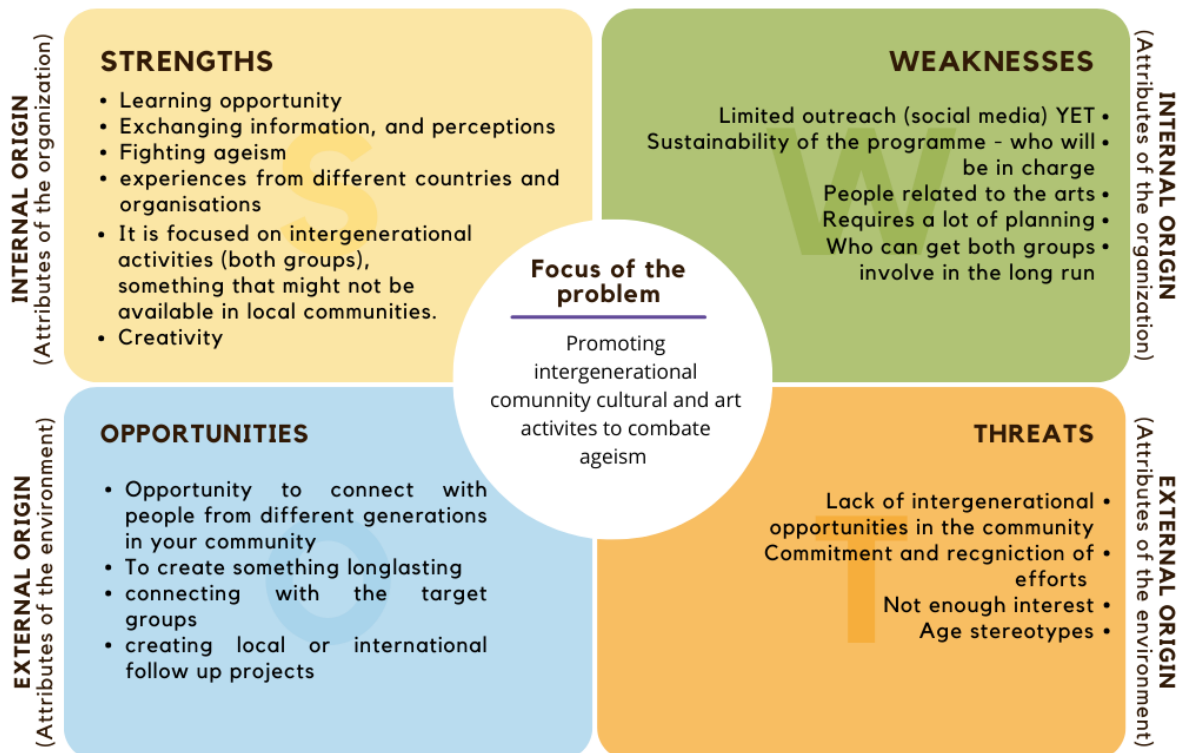 INTERNAL ORIGIN
(Attributes of the organization)
STRENGTHS
• Learning opportunity
• Exchanging information, and perceptions
• Fighting ageism
• experiences from different countries and
organisations
• It is focused on intergenerational
activities (both groups),
something that might not be
available in local communities.
• Creativity
S
WEAKNESSES
Limited outreach (social media) YET •
Sustainability of the programme - who will •
be in charge
People related to the arts •
Requires a lot of planning •
Who can get both groups •
involve in the long run
W
INTERNAL ORIGIN
(Attributes of the organization)
Focus of the
problem
Promoting
intergenerational
comunnity cultural and art
activites to combate
ageism
EXTERNAL ORIGIN
(Attributes of the environment)
OPPORTUNITIES
• Opportunity to connect with
people from different generations
in your community
• To create something longlasting
• connecting with the target
groups
• creating local or international
follow up projects
O
THREATS
Lack of intergenerational •
opportunities in the community
Commitment and recgniction of •
efforts
Not enough interest •
Age stereotypes •
T
EXTERNAL ORIGIN
(Attributes of the environment)